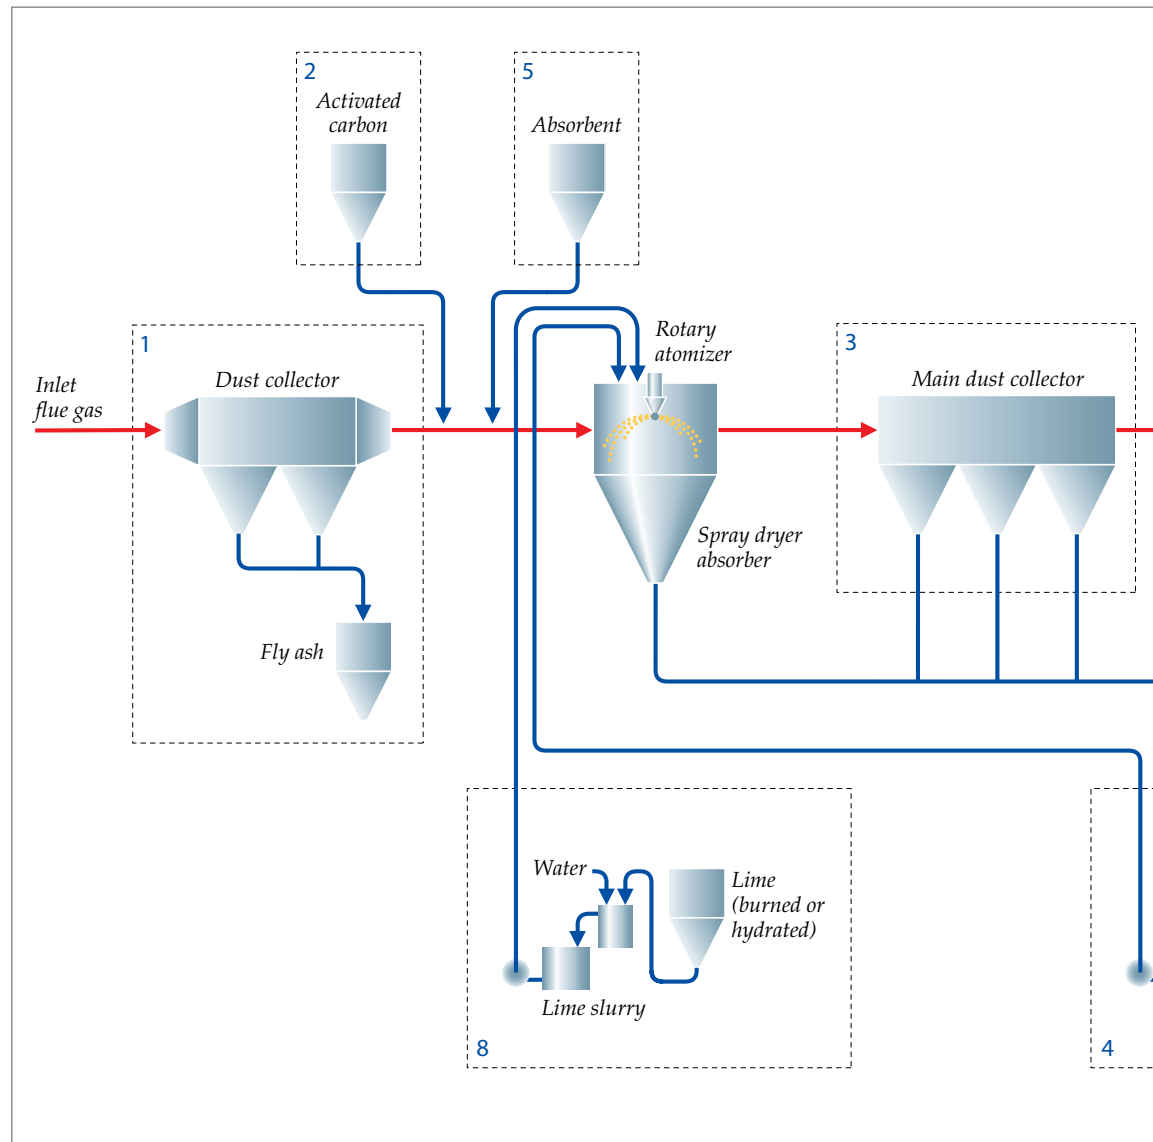 2
Activated
carbon
5
Absorbent
1
Dust collector
Inlet
flue gas
Rotary
atomizer
3
Main dust collector
Spray dryer
absorber
Fly ash
Water
Lime
(burned or
hydrated)
Lime slurry
8
4